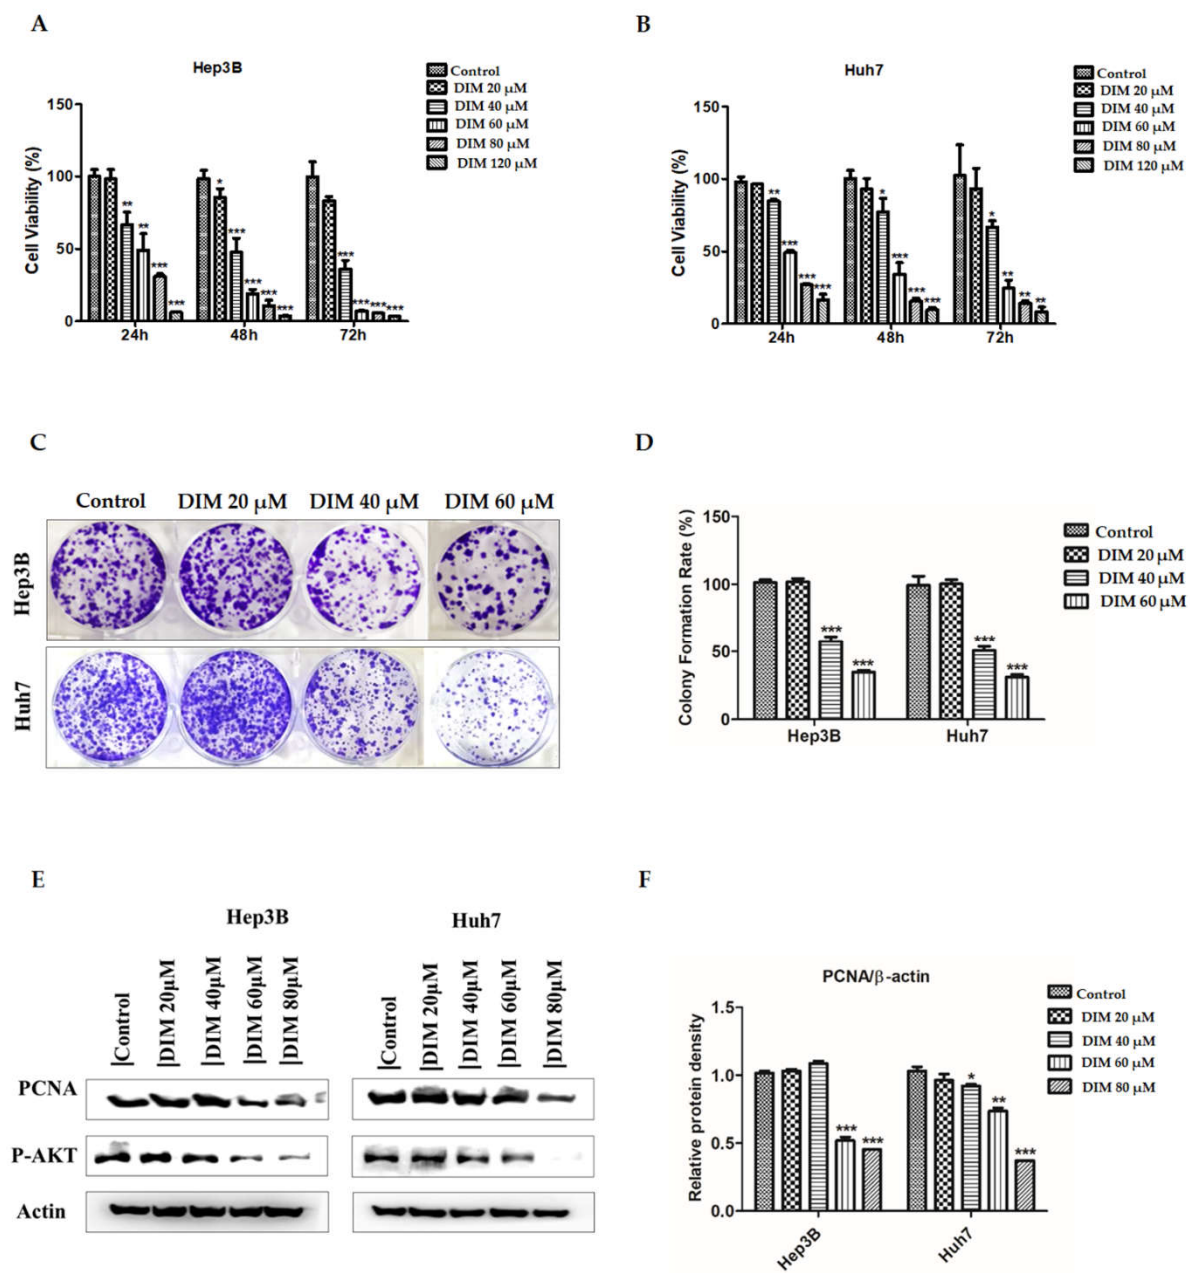 A
Hep3B
Control
DIM 20 μM
DIM 40 μM
DIM 60 μM
DIM 80 μM
DIM 120 μM
Cell Viability (%)
150
100
50
0
** ** *** ***
* *** *** *** ***
*** *** *** ***
24h 48h 72h
B
Huh7
Control
DIM 20 μM
DIM 40 μM
DIM 60 μM
DIM 80 μM
DIM 120 μM
Cell Viability (%)
150
100
50
0
** *** *** ***
* *** *** ***
* ** ** **
24h 48h 72h
C
Control DIM 20 μM DIM 40 μM DIM 60 μM
Hep3B
Huh7
D
Control
DIM 20 μM
DIM 40 μM
DIM 60 μM
Colony Formation Rate (%)
150
100
50
0
*** ***
*** ***
Hep3B Huh7
E
Hep3B Huh7
|Control |DIM 20μM |DIM 40μM |DIM 60μM |DIM 80μM
|Control |DIM 20μM |DIM 40μM |DIM 60μM |DIM 80μM
PCNA
P-AKT
Actin
F
PCNA/β-actin
Control
DIM 20 μM
DIM 40 μM
DIM 60 μM
DIM 80 μM
Relative protein density
1.5
1.0
0.5
0.0
*** ***
* ** ***
Hep3B Huh7